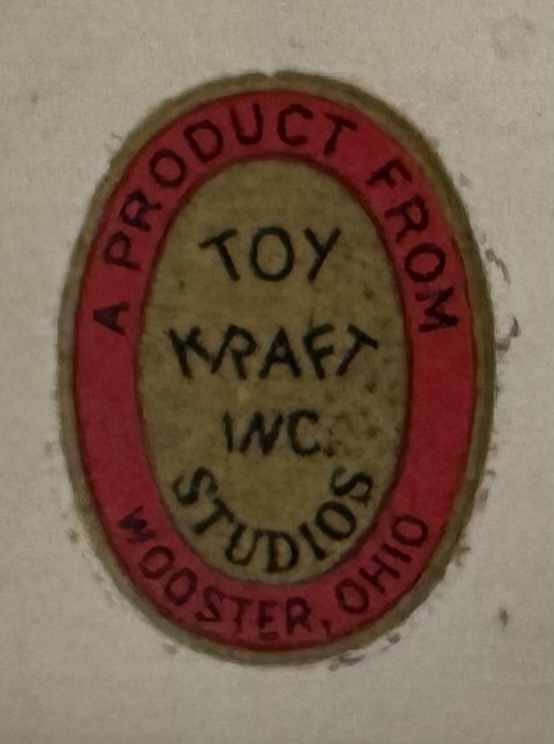 A PRODUCT FROM
TOY
KRAFT
INC.
STUDIOS
WOOSTER, OHIO